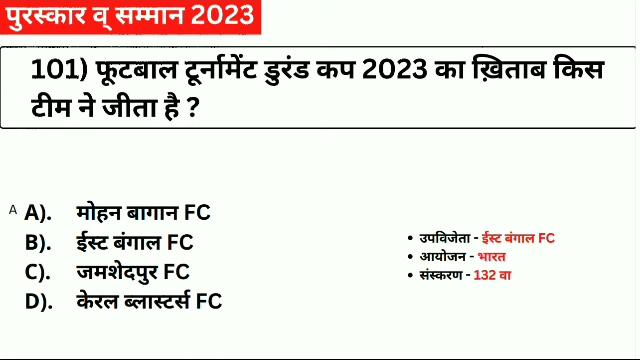 पुरस्कार व् सम्मान 2023
101) फूटबाल टूर्नामेंट डुरंड कप 2023 का ख़िताब किस
टीम ने जीता है ?
A
A). मोहन बागान FC
B). ईस्ट बंगाल FC
C). जमशेदपुर FC
D). केरल ब्लास्टर्स FC
• उपविजेता - ईस्ट बंगाल FC
• आयोजन - भारत
• संस्करण - 132 वा